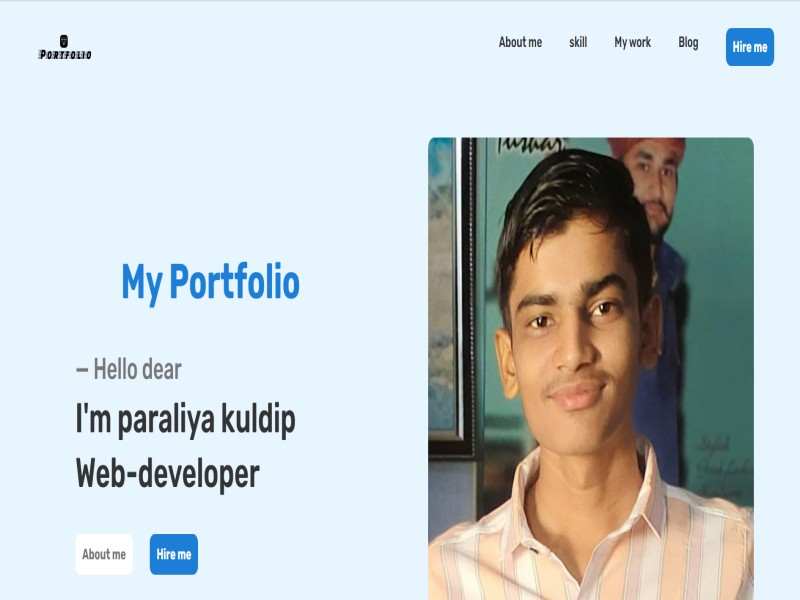 PORTFOLIO
About me
skill
My work
Blog
Hire me
My Portfolio
– Hello dear
I'm paraliya kuldip
Web-developer
About me
Hire me